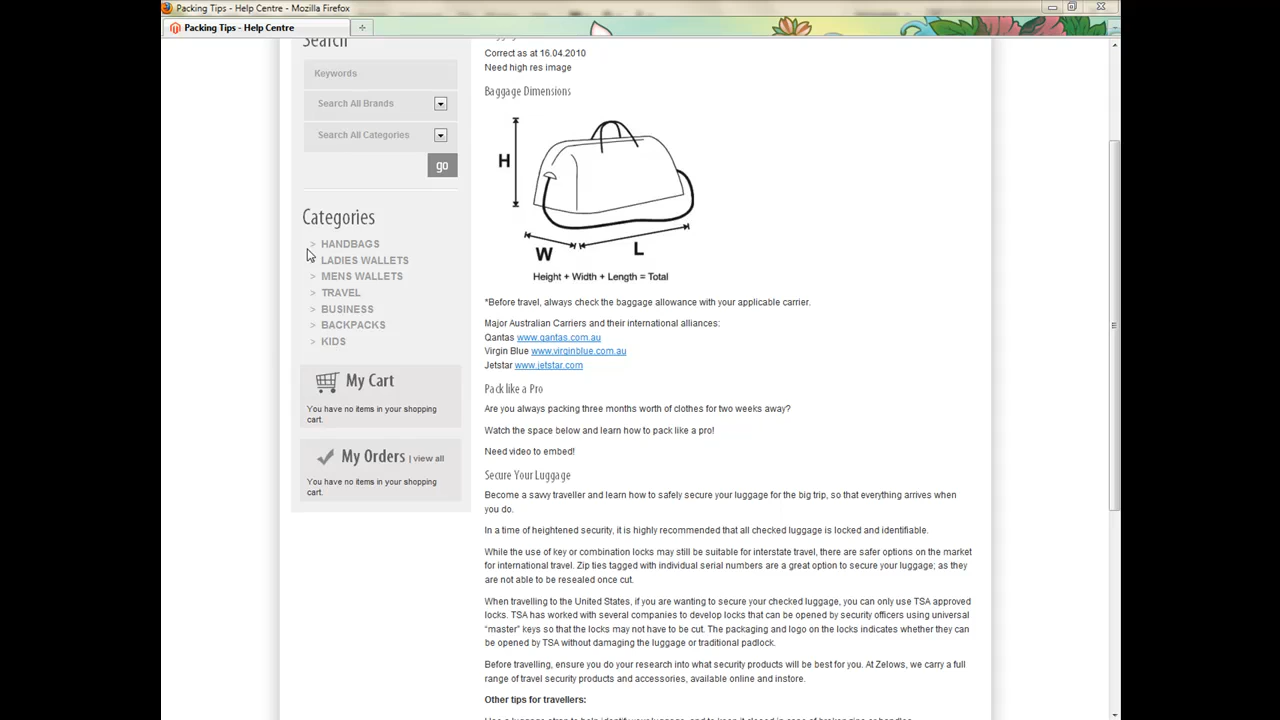 Packing Tips - Help Centre - Mozilla Firefox
Packing Tips - Help Centre
Search
Keywords
Search All Brands
Search All Categories
go
Categories
> HANDBAGS
LADIES WALLETS
> MENS WALLETS
> TRAVEL
> BUSINESS
> BACKPACKS
> KIDS
My Cart
You have no items in your shopping
cart.
My Orders | view all
You have no items in your shopping
cart.
Correct as at 16.04.2010
Need high res image
Baggage Dimensions
H
W
L
Height + Width + Length = Total
*Before travel, always check the baggage allowance with your applicable carrier.
Major Australian Carriers and their international alliances:
Qantas www.qantas.com.au
Virgin Blue www.virginblue.com.au
Jetstar www.jetstar.com
Pack like a Pro
Are you always packing three months worth of clothes for two weeks away?
Watch the space below and learn how to pack like a pro!
Need video to embed!
Secure Your Luggage
Become a savvy traveller and learn how to safely secure your luggage for the big trip, so that everything arrives when
you do.
In a time of heightened security, it is highly recommended that all checked luggage is locked and identifiable.
While the use of key or combination locks may still be suitable for interstate travel, there are safer options on the market
for international travel. Zip ties tagged with individual serial numbers are a great option to secure your luggage; as they
are not able to be resealed once cut.
When travelling to the United States, if you are wanting to secure your checked luggage, you can only use TSA approved
locks. TSA has worked with several companies to develop locks that can be opened by security officers using universal
“master” keys so that the locks may not have to be cut. The packaging and logo on the locks indicates whether they can
be opened by TSA without damaging the luggage or traditional padlock.
Before travelling, ensure you do your research into what security products will be best for you. At Zelows, we carry a full
range of travel security products and accessories, available online and instore.
Other tips for travellers: